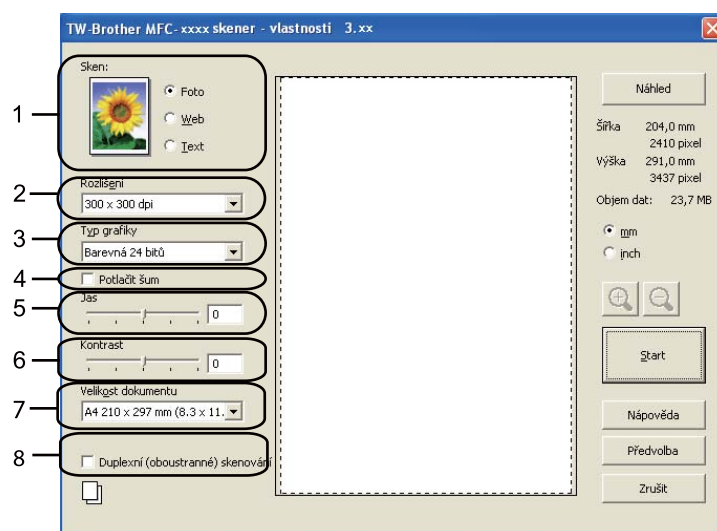 TW-Brother MFC-xxxx skener - vlastnosti 3.xx
1
Sken:
Foto
Web
Text
2
Rozlišení
300 x 300 dpi
3
Typ grafiky
Barevná 24 bitů
4
Potlačit šum
5
Jas
0
6
Kontrast
0
7
Velikost dokumentu
A4 210 x 297 mm (8.3 x 11.
8
Duplexní (oboustranné) skenování
Náhled
Šířka 204,0 mm
2410 pixel
Výška 291,0 mm
3437 pixel
Objem dat: 23,7 MB
mm
inch
Start
Nápověda
Předvolba
Zrušit